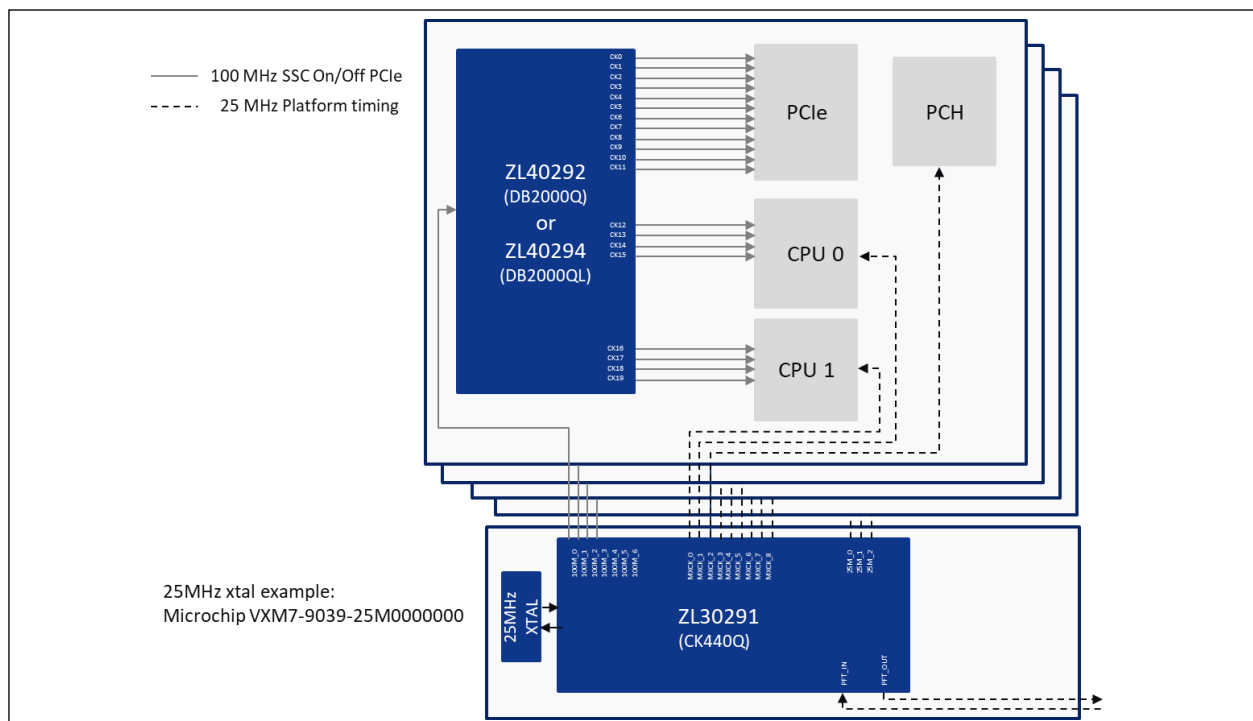 100 MHz SSC On/Off PCIe
25 MHz Platform timing
ZL40292
(DB2000Q)
or
ZL40294
(DB2000QL)
CK0
CK1
CK2
CK3
CK4
CK5
CK6
CK7
CK8
CK9
CK10
CK11
CK12
CK13
CK14
CK15
CK16
CK17
CK18
CK19
PCIe
PCH
CPU 0
CPU 1
25MHz xtal example:
Microchip VXM7-9039-25M0000000
25MHz
XTAL
100M_0
100M_1
100M_2
100M_3
100M_4
100M_5
100M_6
MXCK_0
MXCK_1
MXCK_2
MXCK_3
MXCK_4
MXCK_5
MXCK_6
MXCK_7
MXCK_8
25M_0
25M_1
25M_2
ZL30291
(CK440Q)
PFT_IN
PFT_OUT